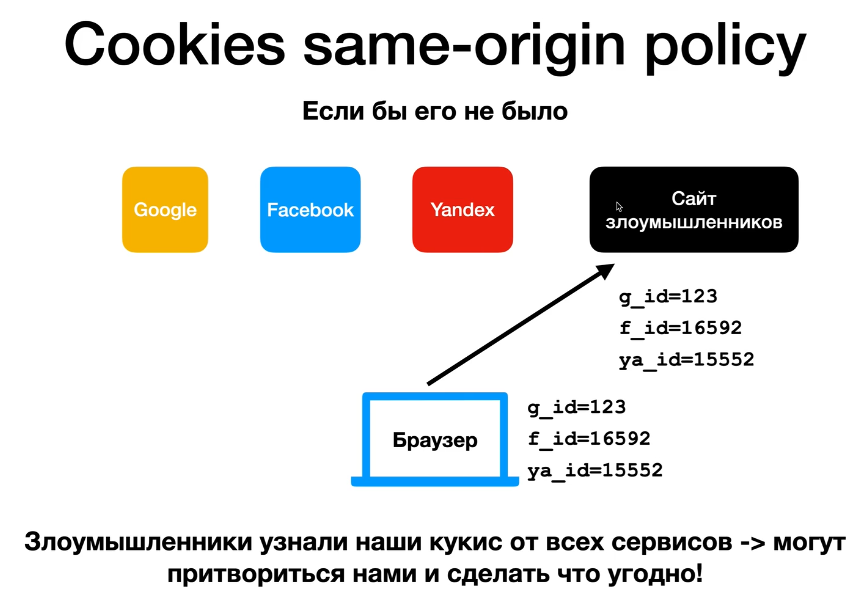 Cookies same-origin policy
Если бы его не было
Google
Facebook
Yandex
Сайт
злоумышленников
g_id=123
f_id=16592
ya_id=15552
Браузер
g_id=123
f_id=16592
ya_id=15552
Злоумышленники узнали наши кукис от всех сервисов -> могут
притвориться нами и сделать что угодно!